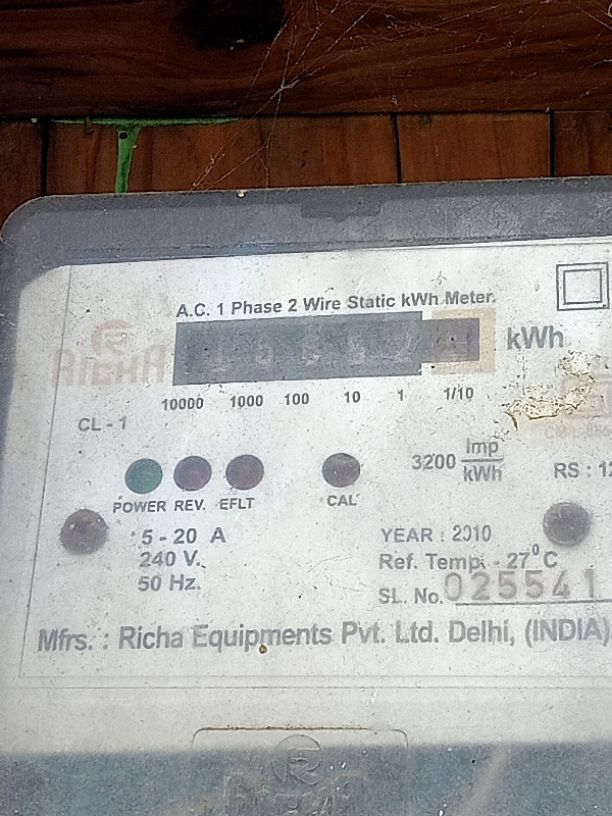 A.C. 1 Phase 2 Wire Static kWh Meter.
kWh
10000 1000 100 10 1 1/10
CL - 1
3200 Imp/kWh
RS : 12
POWER REV. EFLT CAL
5 - 20 A
240 V.
50 Hz.
YEAR : 2010
Ref. Temp. - 27°C
SL. No. 025541
Mfrs. : Richa Equipments Pvt. Ltd. Delhi, (INDIA)